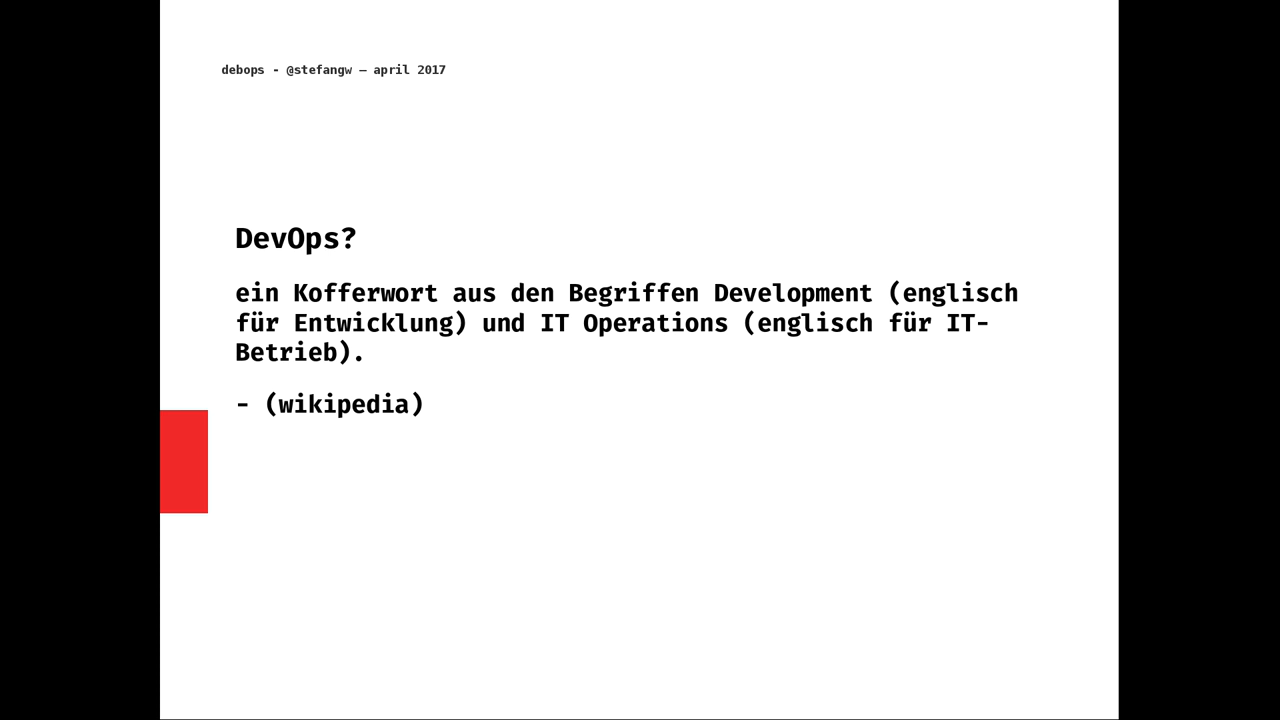 debops - @stefangw – april 2017
DevOps?
ein Kofferwort aus den Begriffen Development (englisch
für Entwicklung) und IT Operations (englisch für IT-
Betrieb).
- (wikipedia)